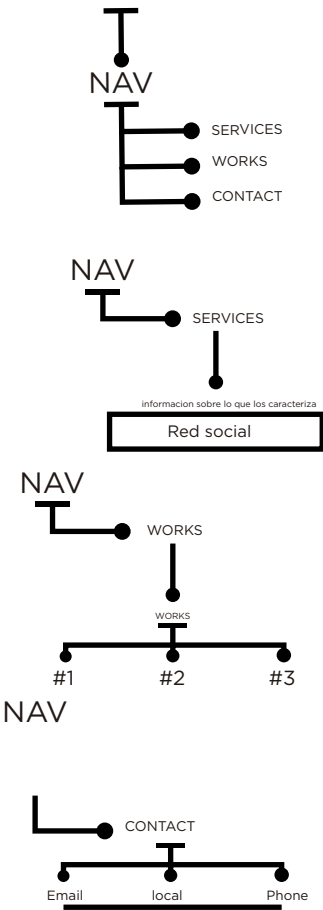 NAV
SERVICES
WORKS
CONTACT
NAV
SERVICES
informacion sobre lo que los caracteriza
Red social
NAV
WORKS
WORKS
#1 #2 #3
NAV
CONTACT
Email local Phone